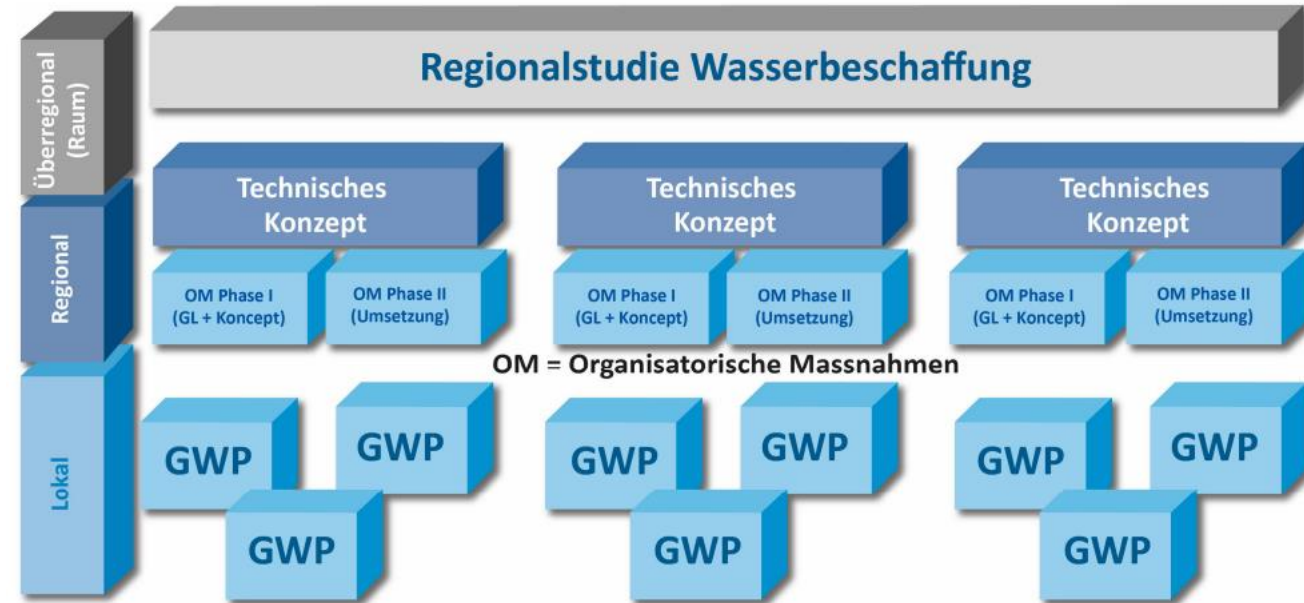 Überregional
(Raum)
Regionalstudie Wasserbeschaffung
Regional
Technisches
Konzept
Technisches
Konzept
Technisches
Konzept
OM Phase I
(GL + Koncept)
OM Phase II
(Umsetzung)
OM Phase I
(GL + Koncept)
OM Phase II
(Umsetzung)
OM Phase I
(GL + Koncept)
OM Phase II
(Umsetzung)
OM = Organisatorische Massnahmen
Lokal
GWP
GWP
GWP
GWP
GWP
GWP
GWP
GWP
GWP